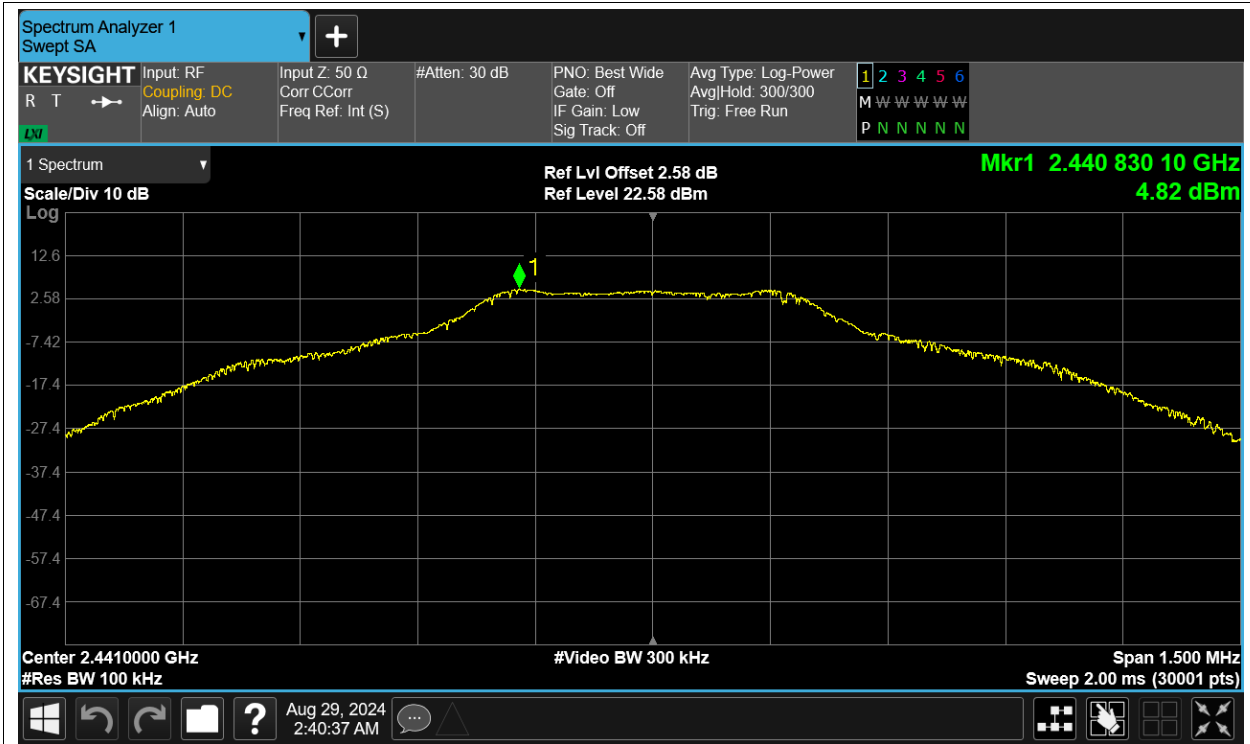 Spectrum Analyzer 1
Swept SA
KEYSIGHT
R T
LXI
Input: RF
Coupling: DC
Align: Auto
Input Z: 50 Ω
Corr CCorr
Freq Ref: Int (S)
#Atten: 30 dB
PNO: Best Wide
Gate: Off
IF Gain: Low
Sig Track: Off
Avg Type: Log-Power
Avg|Hold: 300/300
Trig: Free Run
1 2 3 4 5 6
M W W W W W
P N N N N N
1 Spectrum
Scale/Div 10 dB
Log
Ref Lvl Offset 2.58 dB
Ref Level 22.58 dBm
Mkr1 2.440 830 10 GHz
4.82 dBm
1
12.6
2.58
-7.42
-17.4
-27.4
-37.4
-47.4
-57.4
-67.4
Center 2.4410000 GHz
#Res BW 100 kHz
#Video BW 300 kHz
Span 1.500 MHz
Sweep 2.00 ms (30001 pts)
?
Aug 29, 2024
2:40:37 AM